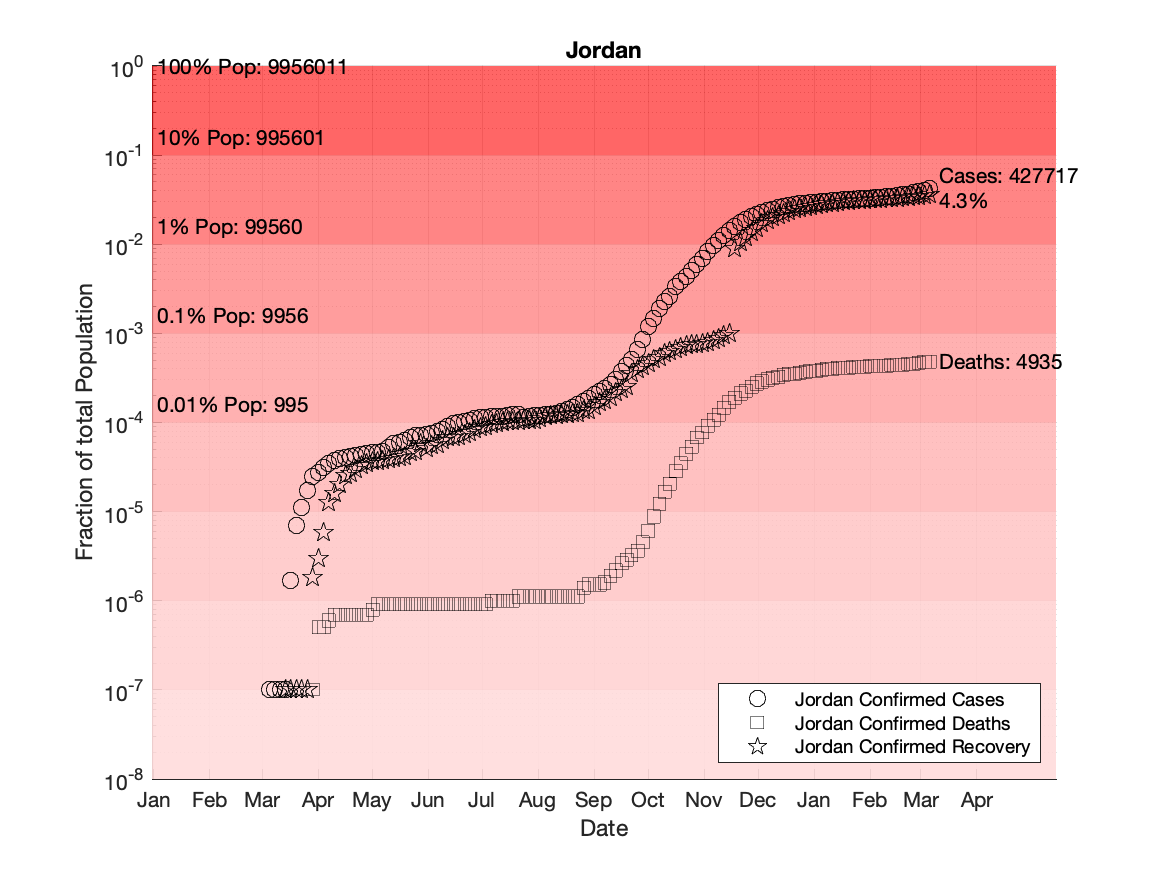 Jordan
10^0
100% Pop: 9956011
10% Pop: 995601
10^-1
Cases: 427717
4.3%
1% Pop: 99560
10^-2
0.1% Pop: 9956
10^-3
Deaths: 4935
0.01% Pop: 995
10^-4
10^-5
10^-6
10^-7
10^-8
Fraction of total Population
Jordan Confirmed Cases
Jordan Confirmed Deaths
Jordan Confirmed Recovery
Jan Feb Mar Apr May Jun Jul Aug Sep Oct Nov Dec Jan Feb Mar Apr
Date